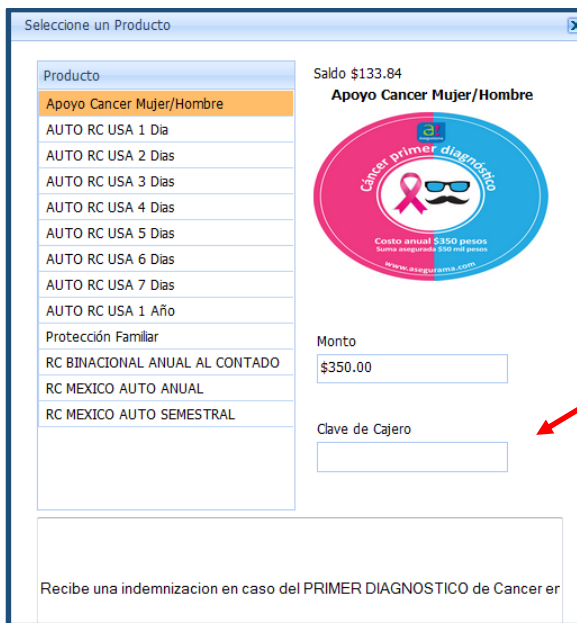 Seleccione un Producto
Producto
Apoyo Cancer Mujer/Hombre
AUTO RC USA 1 Dia
AUTO RC USA 2 Dias
AUTO RC USA 3 Dias
AUTO RC USA 4 Dias
AUTO RC USA 5 Dias
AUTO RC USA 6 Dias
AUTO RC USA 7 Dias
AUTO RC USA 1 Año
Protección Familiar
RC BINACIONAL ANUAL AL CONTADO
RC MEXICO AUTO ANUAL
RC MEXICO AUTO SEMESTRAL
Saldo $133.84
Apoyo Cancer Mujer/Hombre
a!
asegurama
Cáncer primer diagnóstico
Costo anual $350 pesos
Suma asegurada $50 mil pesos
www.asegurama.com
Monto
$350.00
Clave de Cajero
Recibe una indemnizacion en caso del PRIMER DIAGNOSTICO de Cancer en